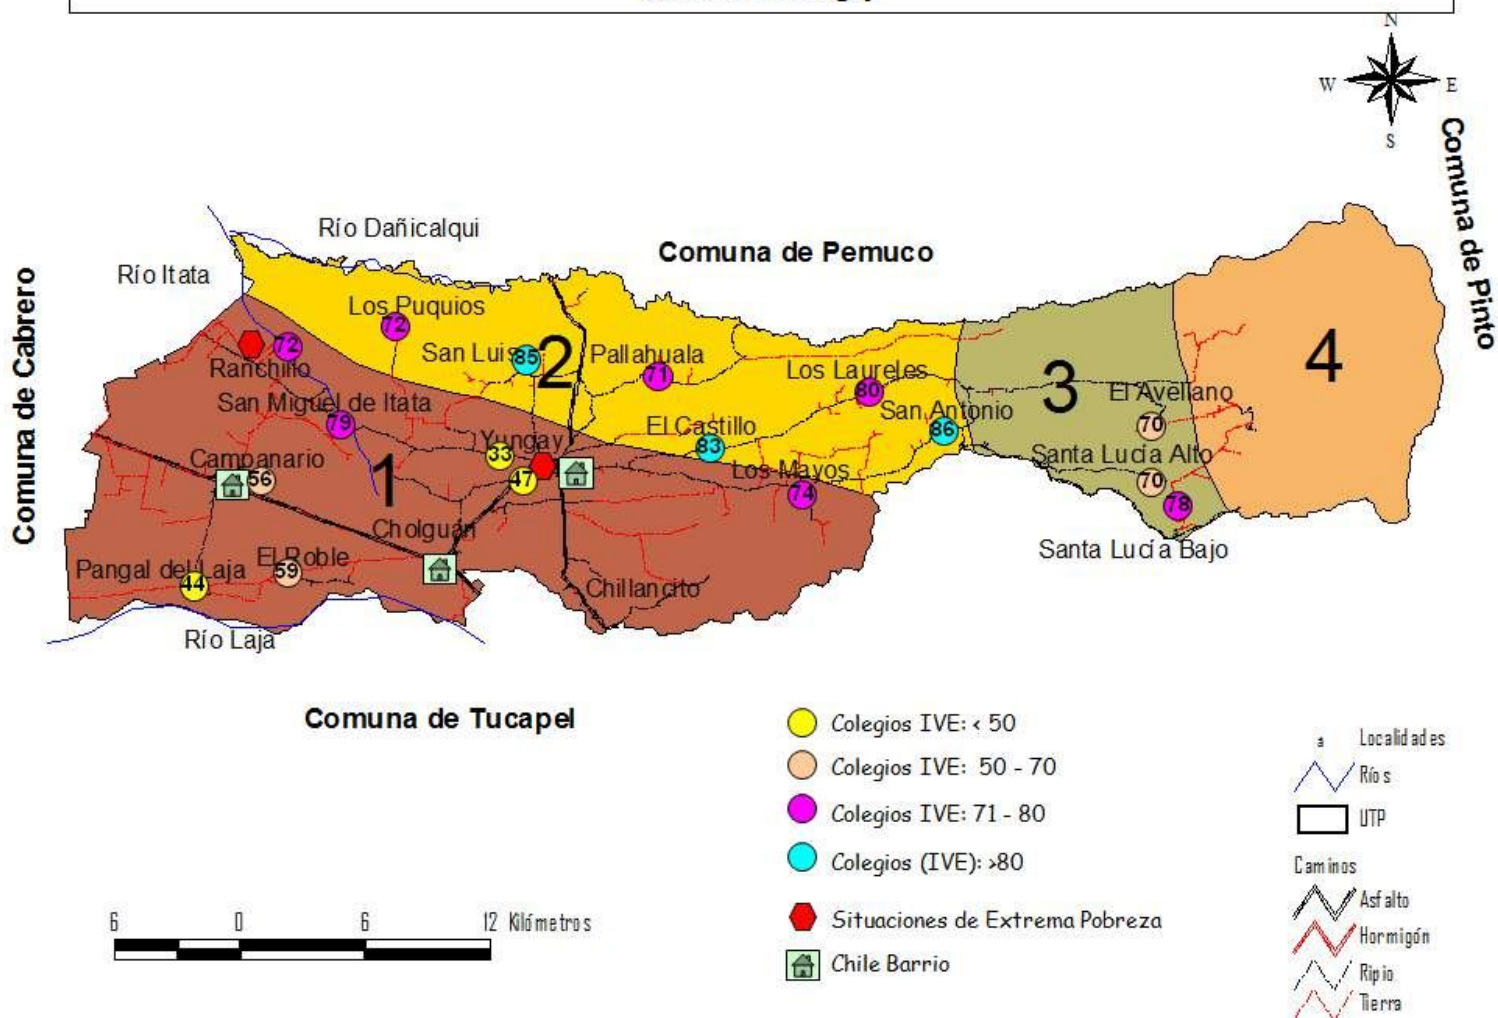 N
W E
S
Comuna de Pinto
Río Dañicalqui
Comuna de Pemuco
Río Itata
Comuna de Cabrero
Los Puquios
72
San Luis
85
2
Pallahuala
71
Los Laureles
80
3
4
El Avellano
70
72
Ranchillo
San Miguel de Itata
79
San Antonio
86
El Castillo
83
Yungay
33
47
Los Mayos
74
Santa Lucía Alto
70
78
Santa Lucía Bajo
Campanario
56
1
Cholguán
El Roble
59
Pangal del Laja
44
Chillancito
Río Laja
Comuna de Tucapel
Colegios IVE: < 50
Colegios IVE: 50 - 70
Colegios IVE: 71 - 80
Colegios (IVE): >80
Situaciones de Extrema Pobreza
Chile Barrio
a Localidades
Ríos
UTP
Caminos
Asfalto
Hormigón
Ripio
Tierra
6 0 6 12 Kilómetros